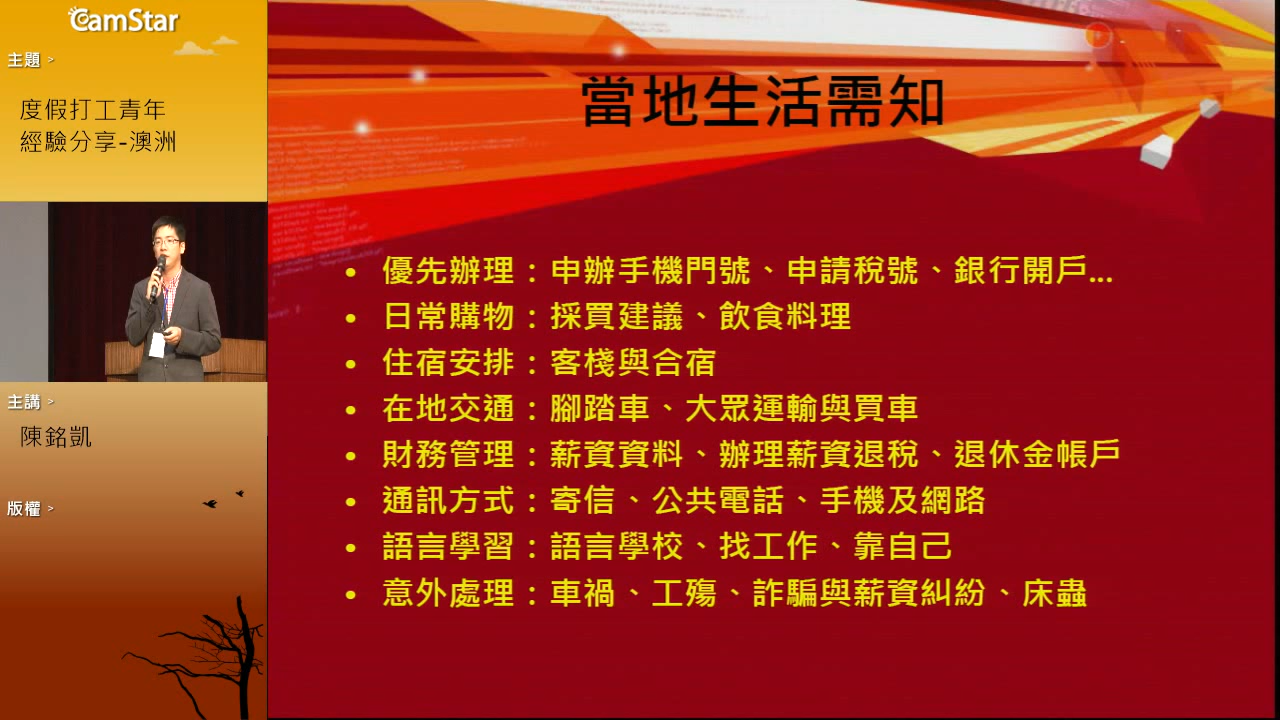 CamStar
主題 >
度假打工青年
經驗分享-澳洲
主講 >
陳銘凱
版權 >
當地生活需知
• 優先辦理：申辦手機門號、申請稅號、銀行開戶...
• 日常購物：採買建議、飲食料理
• 住宿安排：客棧與合宿
• 在地交通：腳踏車、大眾運輸與買車
• 財務管理：薪資資料、辦理薪資退稅、退休金帳戶
• 通訊方式：寄信、公共電話、手機及網路
• 語言學習：語言學校、找工作、靠自己
• 意外處理：車禍、工殤、詐騙與薪資糾紛、床蟲